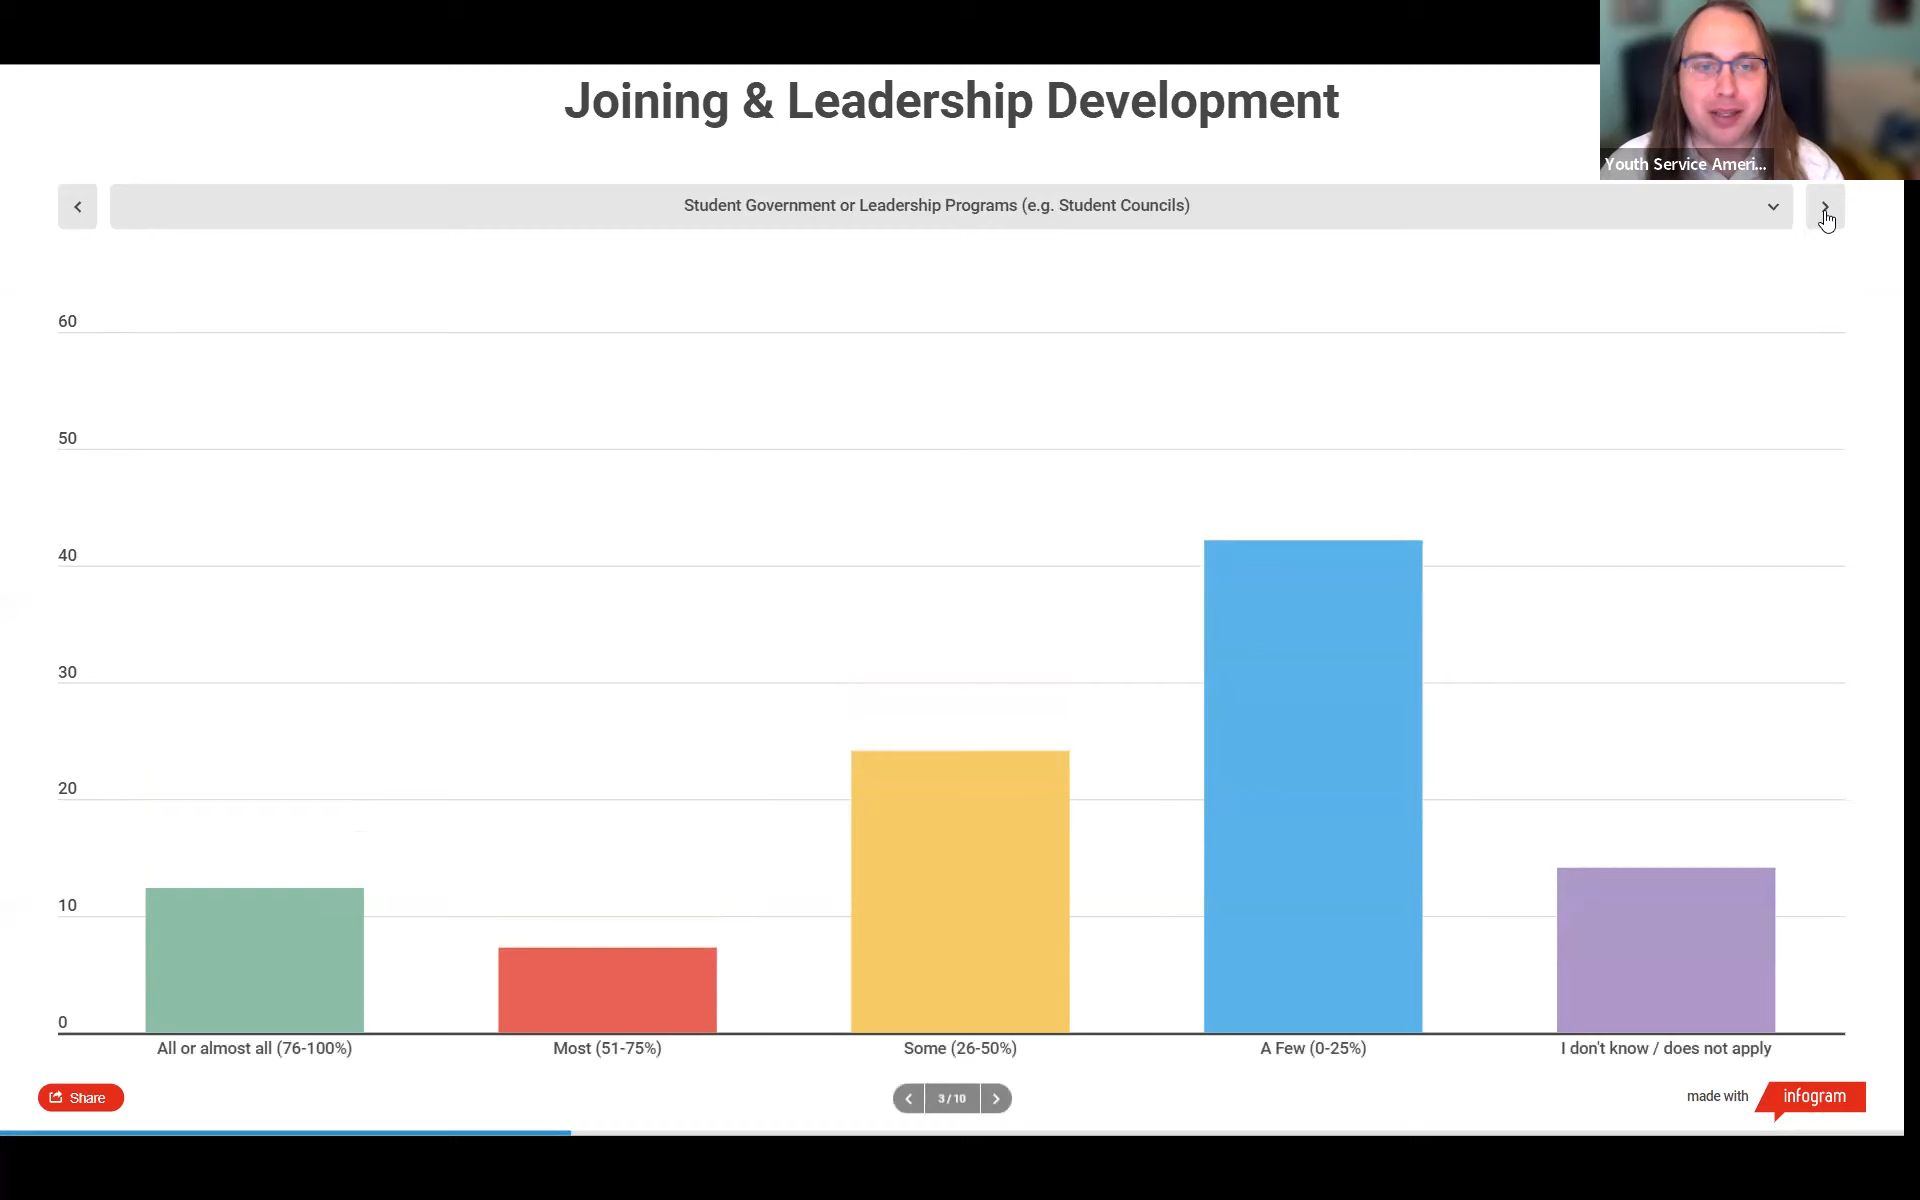 Joining & Leadership Development
Youth Service Ameri...
Student Government or Leadership Programs (e.g. Student Councils)
60
50
40
30
20
10
0
All or almost all (76-100%)
Most (51-75%)
Some (26-50%)
A Few (0-25%)
I don't know / does not apply
Share
3 / 10
made with
infogram